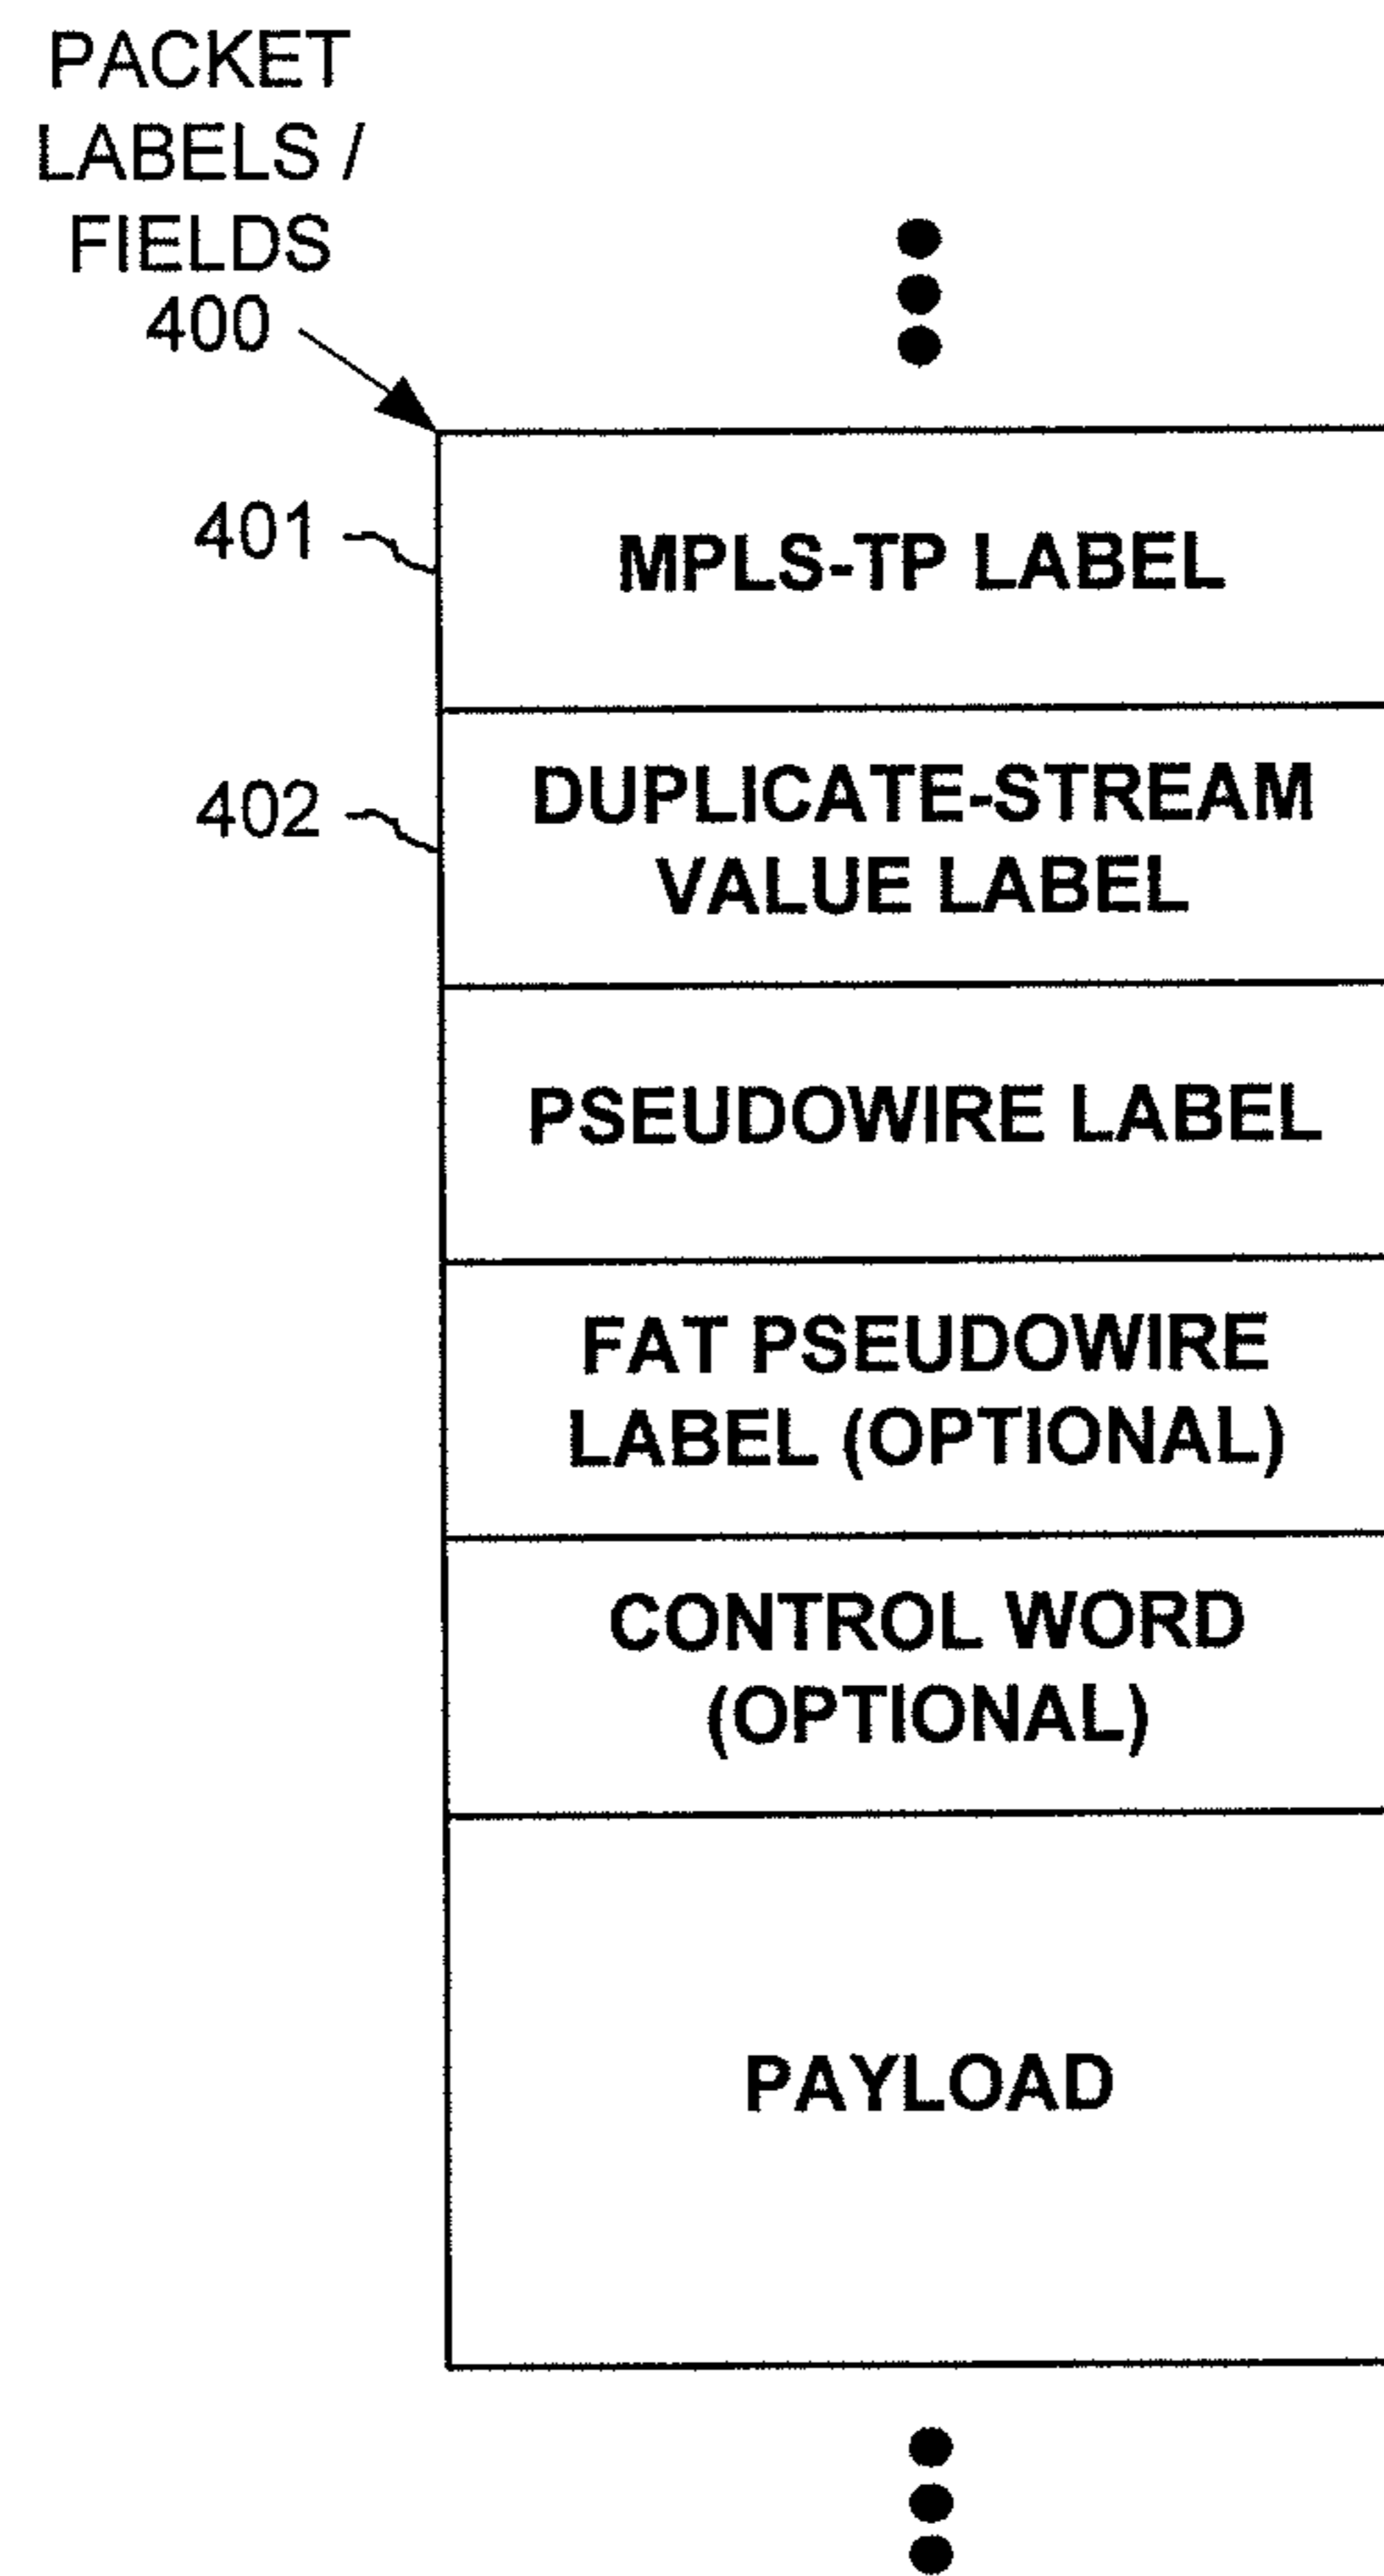 PACKET
LABELS /
FIELDS
400
401
MPLS-TP LABEL
402
DUPLICATE-STREAM
VALUE LABEL
PSEUDOWIRE LABEL
FAT PSEUDOWIRE
LABEL (OPTIONAL)
CONTROL WORD
(OPTIONAL)
PAYLOAD